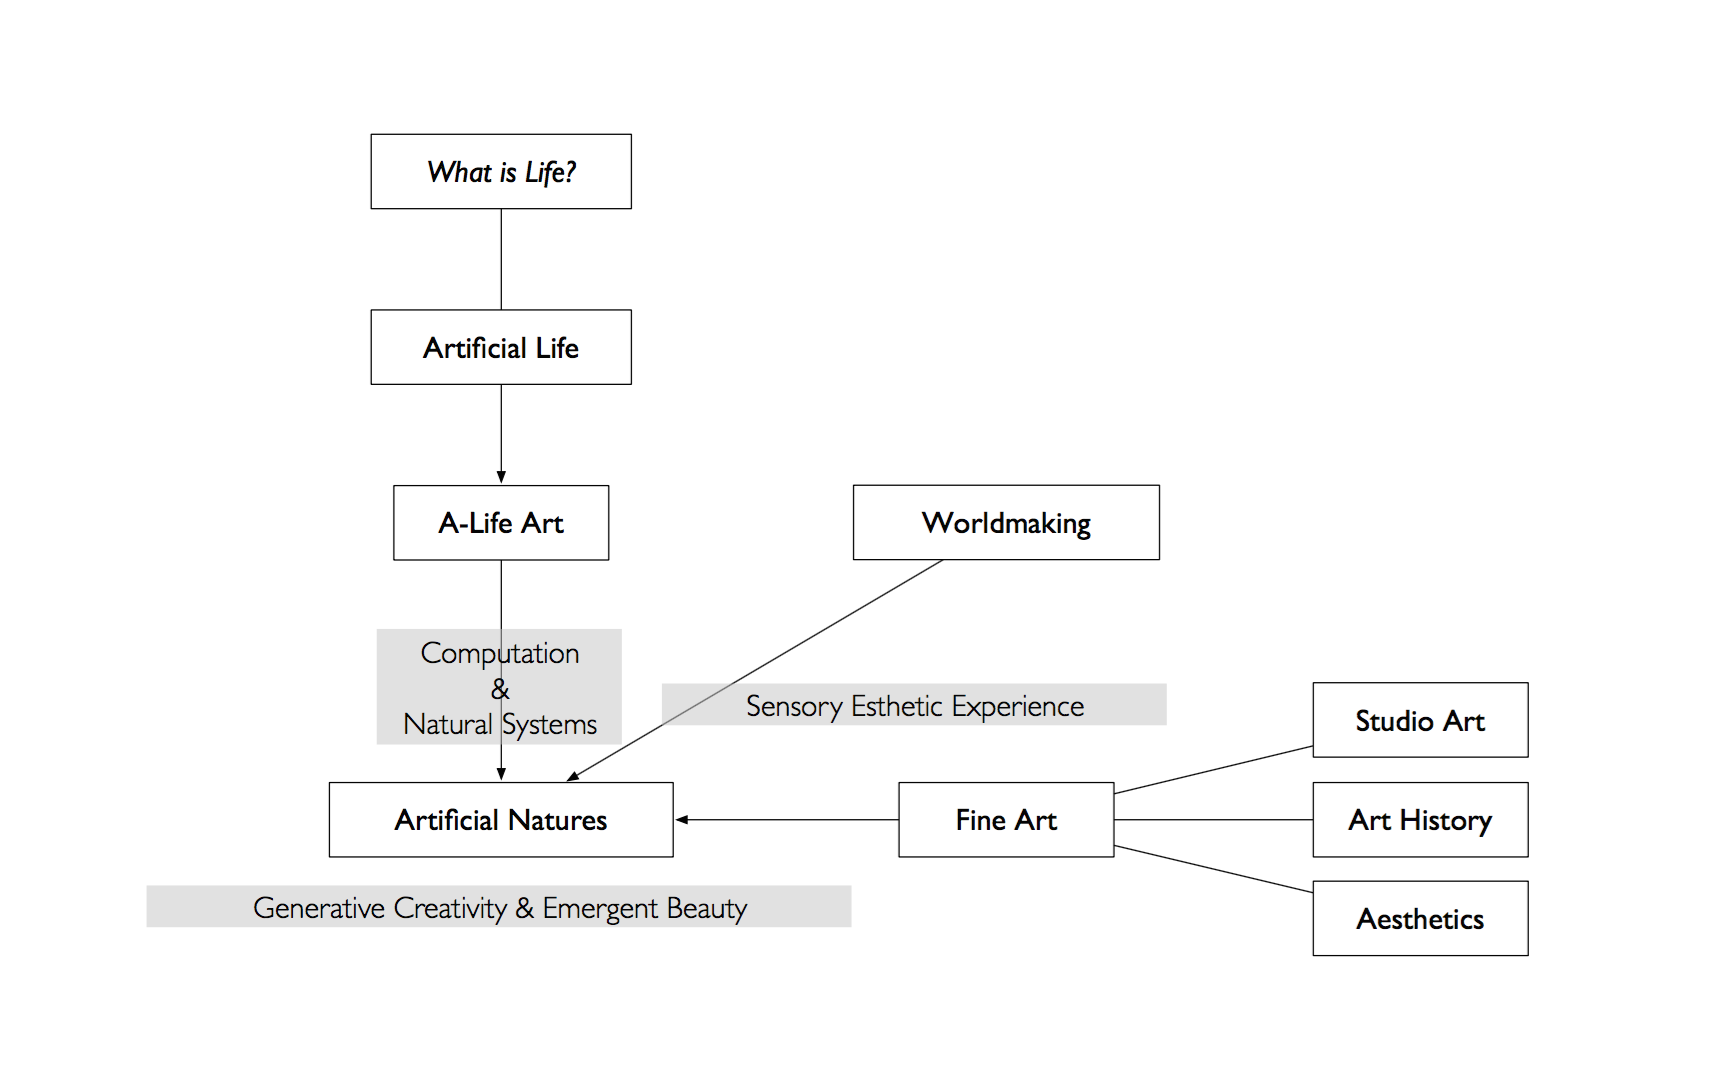 What is Life?
Artificial Life
A-Life Art
Worldmaking
Computation
&
Natural Systems
Sensory Esthetic Experience
Studio Art
Artificial Natures
Fine Art
Art History
Generative Creativity & Emergent Beauty
Aesthetics